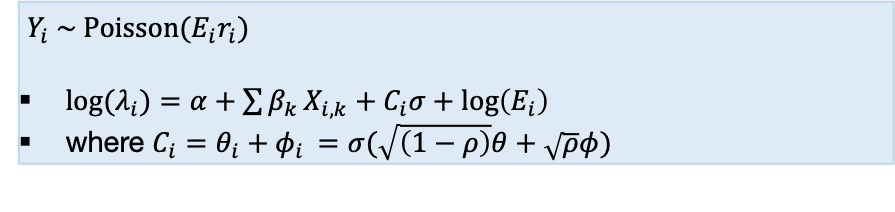 Yᵢ ~ Poisson(Eᵢrᵢ)
▪ log(λᵢ) = α + ∑ βₖ Xᵢ,ₖ + Cᵢσ + log(Eᵢ)
▪ where Cᵢ = θᵢ + ϕᵢ = σ(√(1 − ρ)θ + √ρϕ)